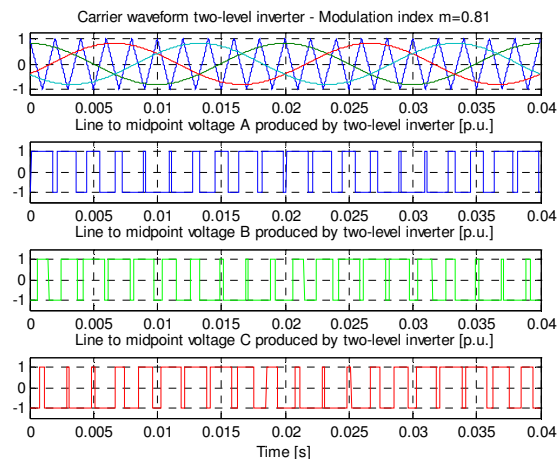 Carrier waveform two-level inverter - Modulation index m=0.81
1
0
-1
0 0.005 0.01 0.015 0.02 0.025 0.03 0.035 0.04
Line to midpoint voltage A produced by two-level inverter [p.u.]
1
0
-1
0 0.005 0.01 0.015 0.02 0.025 0.03 0.035 0.04
Line to midpoint voltage B produced by two-level inverter [p.u.]
1
0
-1
0 0.005 0.01 0.015 0.02 0.025 0.03 0.035 0.04
Line to midpoint voltage C produced by two-level inverter [p.u.]
1
0
-1
0 0.005 0.01 0.015 0.02 0.025 0.03 0.035 0.04
Time [s]